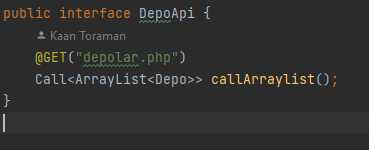 public interface DepoApi {
Kaan Toraman
@GET("depolar.php")
Call<ArrayList<Depo>> callArraylist();
}